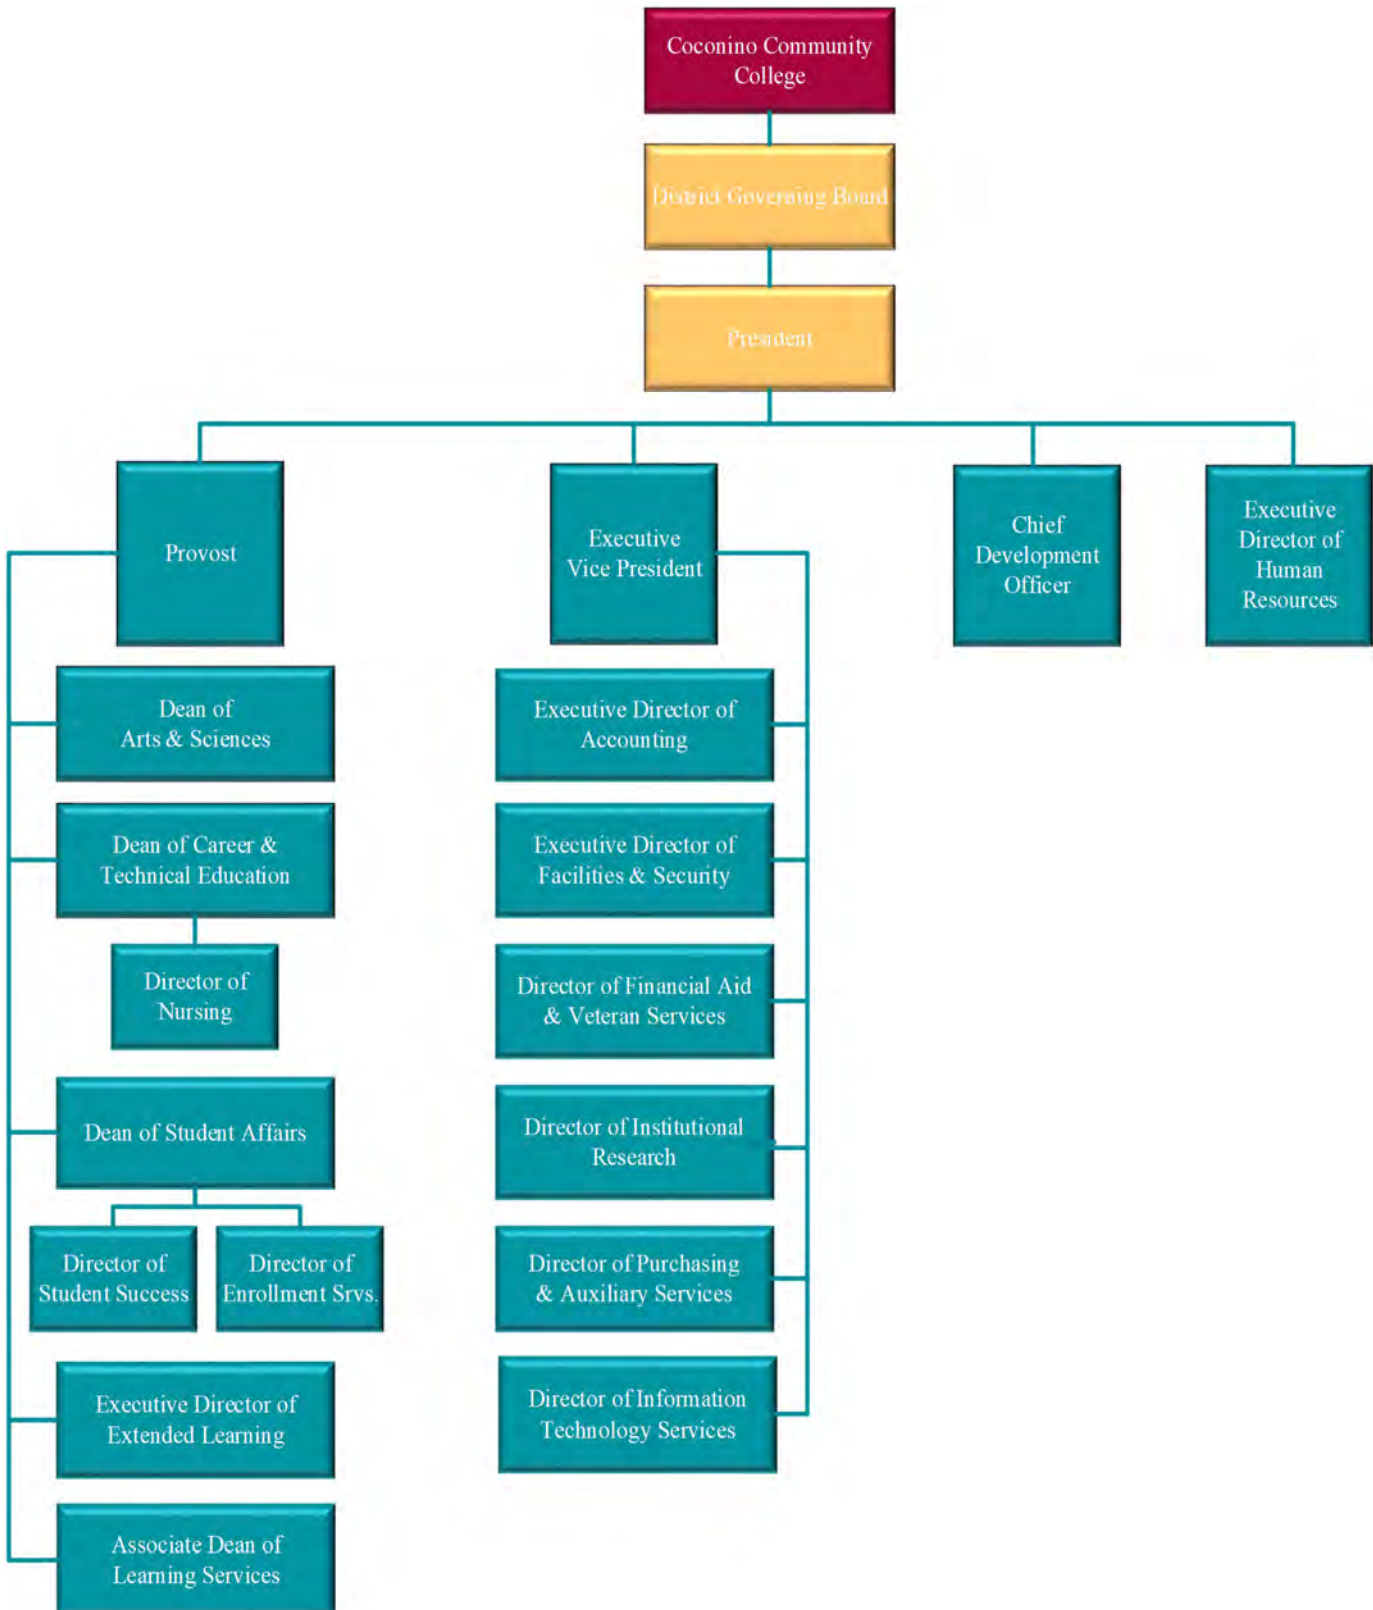 Coconino Community
College
District Governing Board
President
Provost
Executive
Vice President
Chief
Development
Officer
Executive
Director of
Human
Resources
Dean of
Arts & Sciences
Dean of Career &
Technical Education
Director of
Nursing
Dean of Student Affairs
Director of
Student Success
Director of
Enrollment Srvs.
Executive Director of
Extended Learning
Associate Dean of
Learning Services
Executive Director of
Accounting
Executive Director of
Facilities & Security
Director of Financial Aid
& Veteran Services
Director of Institutional
Research
Director of Purchasing
& Auxiliary Services
Director of Information
Technology Services